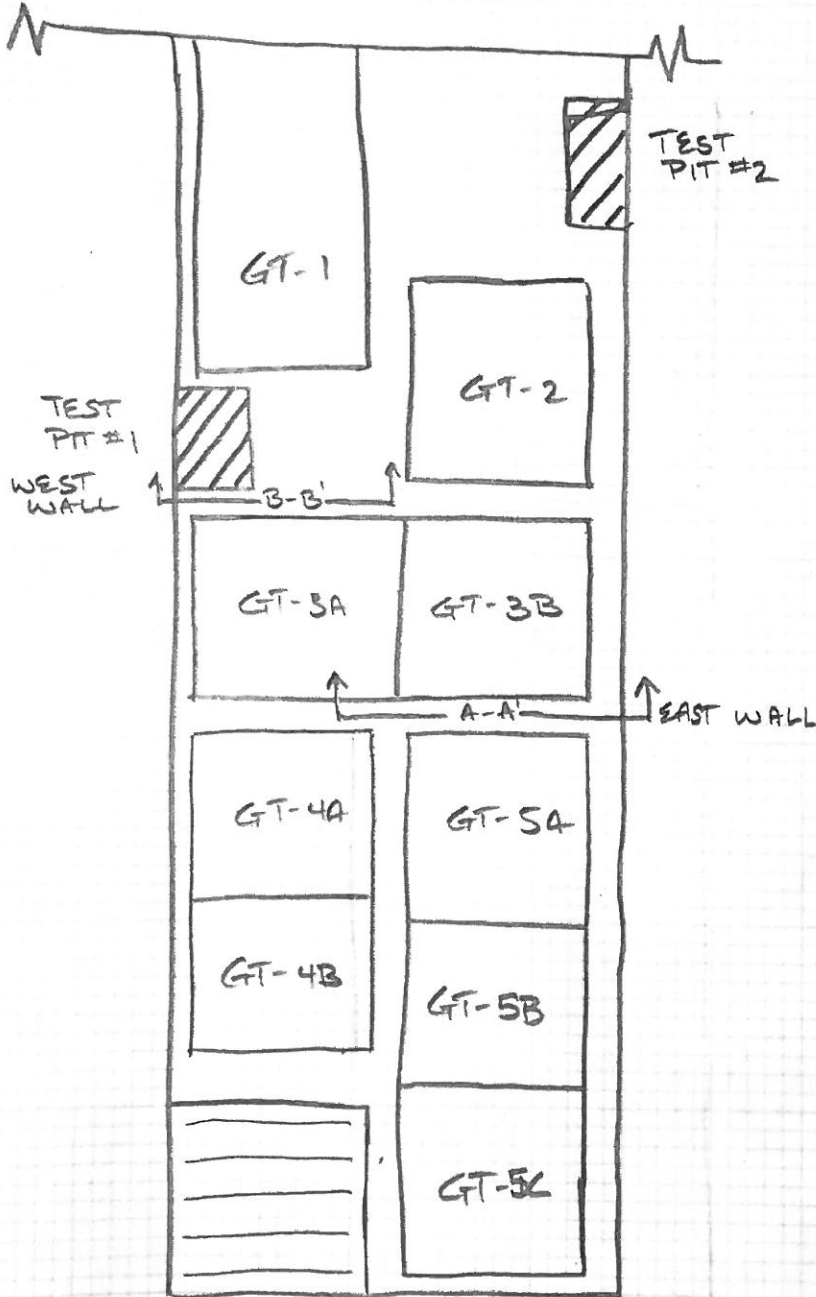 TEST
PIT #2
GT-1
GT-2
TEST
PIT #1
WEST
WALL
B-B'
GT-3A
GT-3B
A-A'
EAST WALL
GT-4A
GT-5A
GT-4B
GT-5B
GT-5C